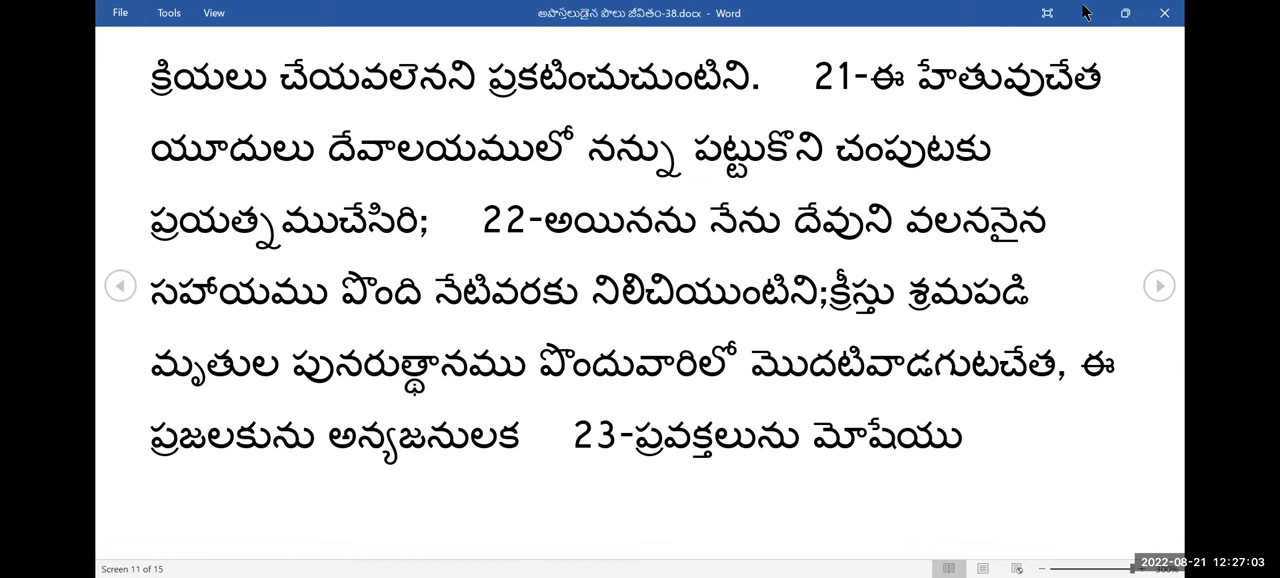 File Tools View అపొస్తలుడైన పౌలు జీవితం-38.docx - Word
క్రియలు చేయవలెనని ప్రకటించుచుంటిని. 21-ఈ హేతువుచేత
యూదులు దేవాలయములో నన్ను పట్టుకొని చంపుటకు
ప్రయత్నముచేసిరి; 22-అయినను నేను దేవుని వలననైన
సహాయము పొంది నేటివరకు నిలిచియుంటిని;క్రీస్తు శ్రమపడి
మృతుల పునరుత్థానము పొందువారిలో మొదటివాడగుటచేత, ఈ
ప్రజలకును అన్యజనులక 23-ప్రవక్తలును మోషేయు
Screen 11 of 15
2022-08-21 12:27:03